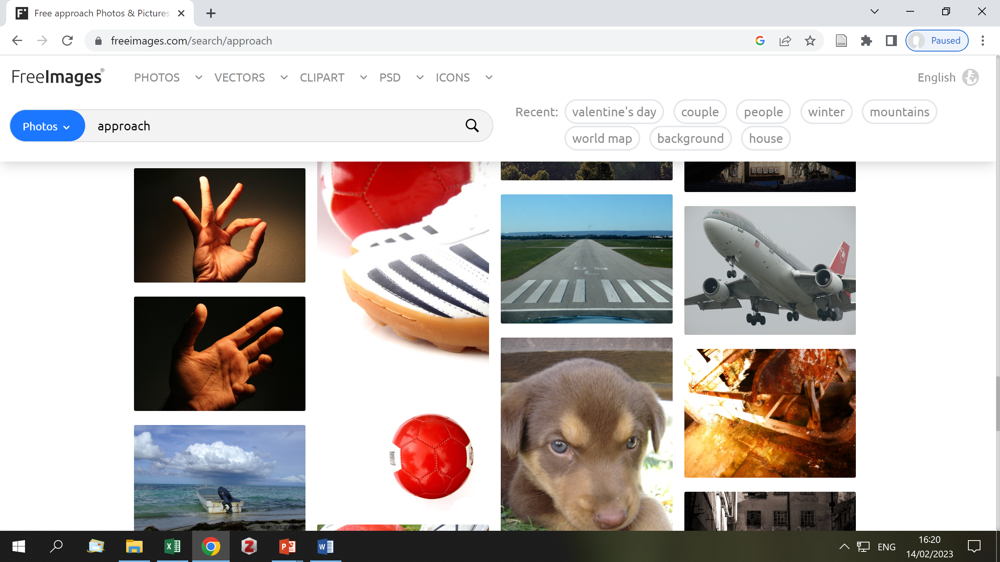 Free approach Photos & Pictures
freeimages.com/search/approach
Paused
FreeImages®
PHOTOS
VECTORS
CLIPART
PSD
ICONS
English
Photos
approach
Recent:
valentine's day
couple
people
winter
mountains
world map
background
house
ENG
16:20
14/02/2023